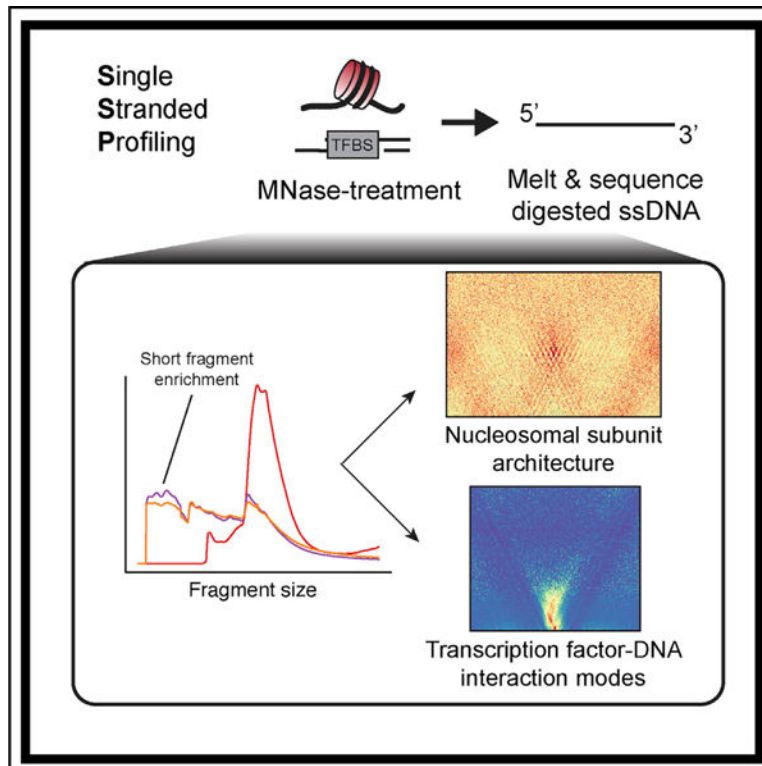 Single
Stranded
Profiling
TFBS
MNase-treatment
5’
3’
Melt & sequence
digested ssDNA
Short fragment
enrichment
Fragment size
Nucleosomal subunit
architecture
Transcription factor-DNA
interaction modes